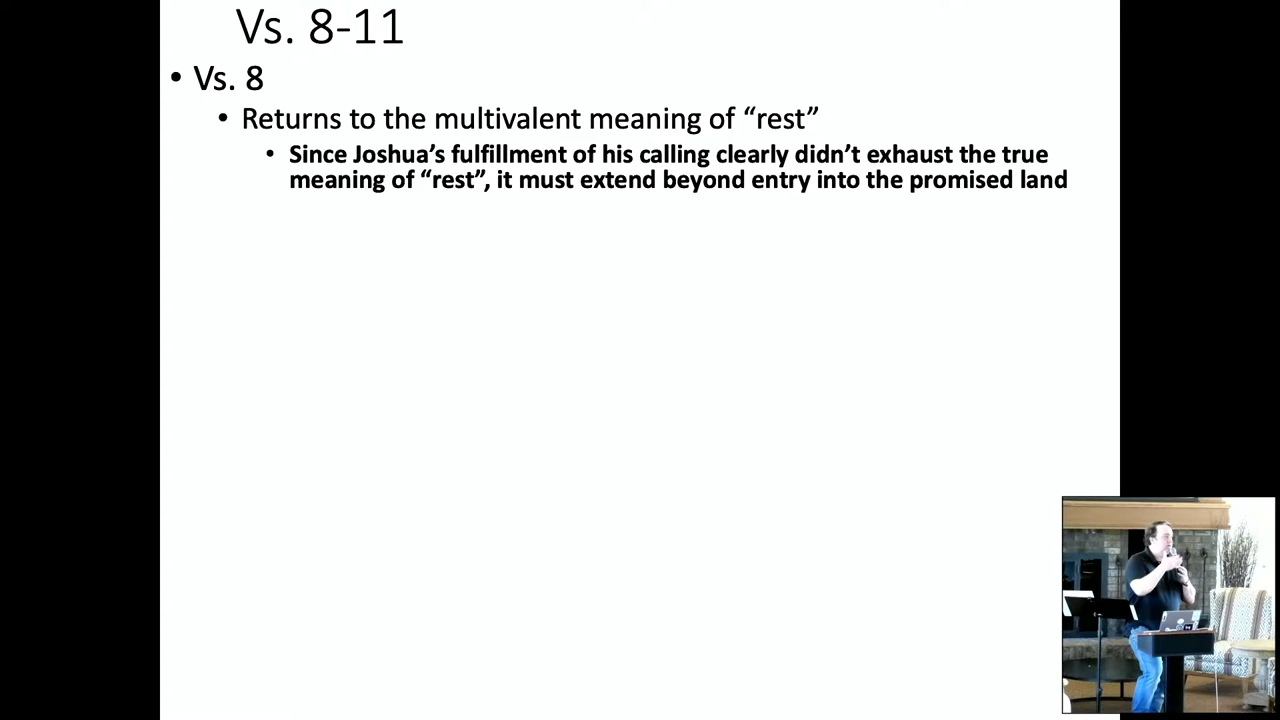 Vs. 8-11
• Vs. 8
• Returns to the multivalent meaning of “rest”
• Since Joshua’s fulfillment of his calling clearly didn’t exhaust the true
meaning of “rest”, it must extend beyond entry into the promised land